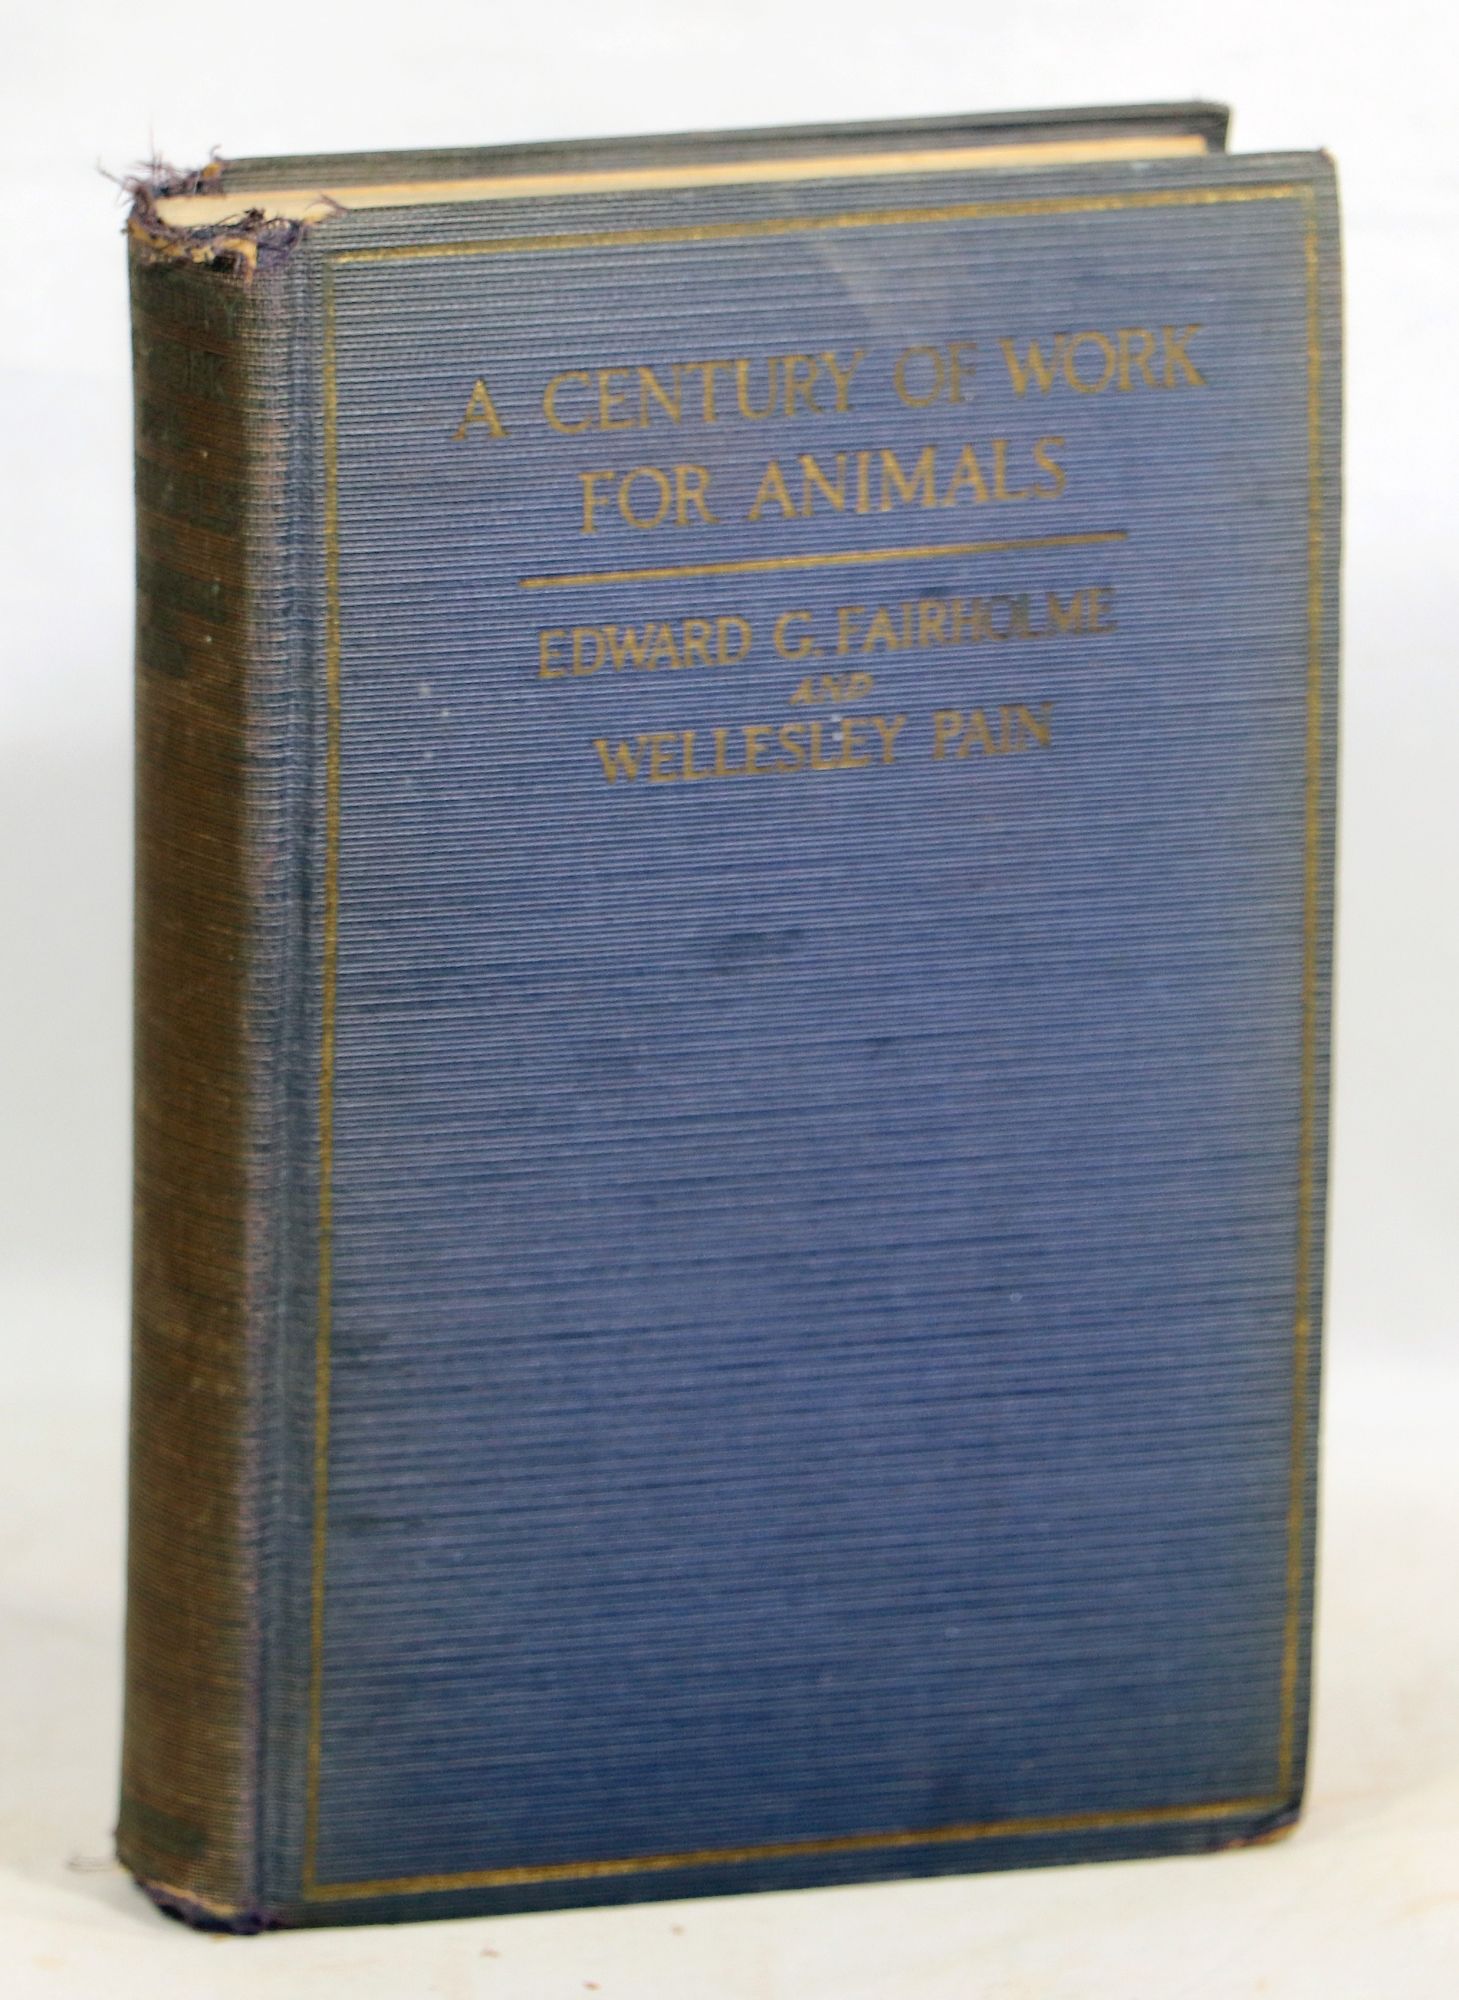 A CENTURY OF WORK
FOR ANIMALS
EDWARD G. FAIRHOLME
AND
WELLESLEY PAIN